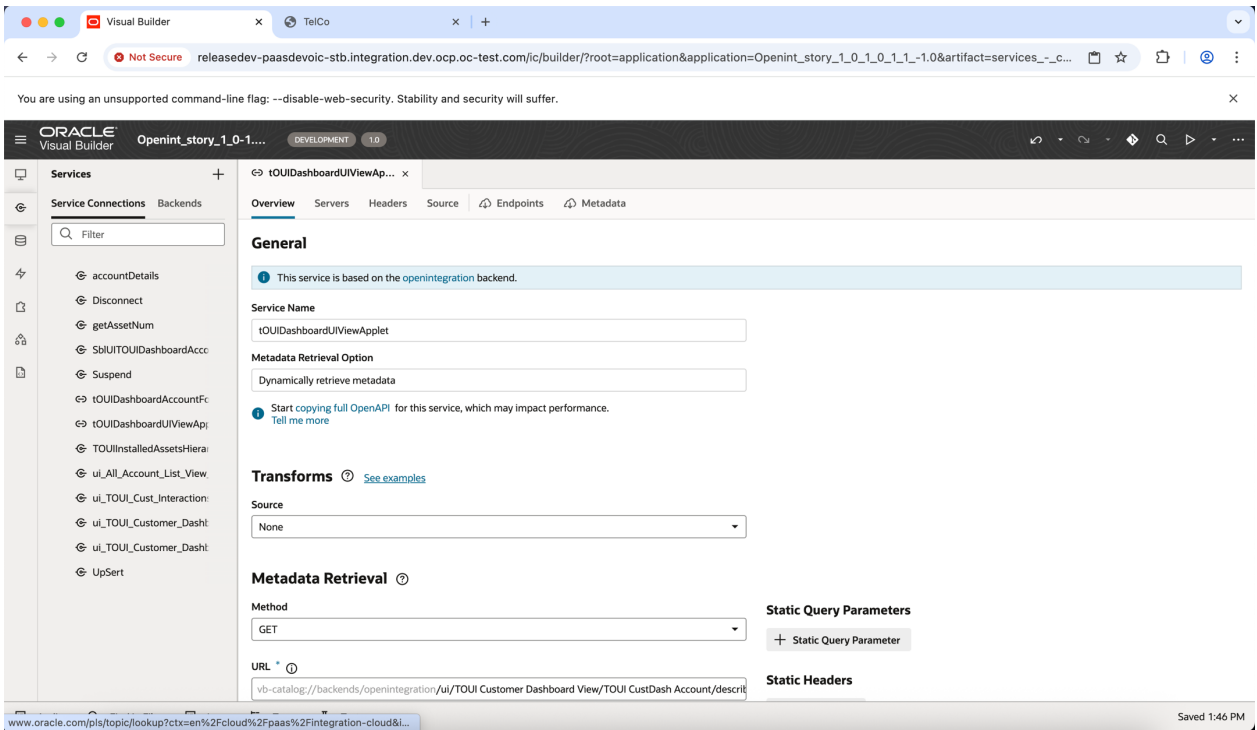 Visual Builder
TelCo
Not Secure releasedev-paasdevoic-stb.integration.dev.ocp.oc-test.com/ic/builder/?root=application&application=Openint_story_1_0_1_0_1_1_-1.0&artifact=services_-_c...
You are using an unsupported command-line flag: --disable-web-security. Stability and security will suffer.
ORACLE
Visual Builder
Openint_story_1_0-1....
DEVELOPMENT
1.0
Services
Service Connections Backends
Filter
accountDetails
Disconnect
getAssetNum
SblUITOUIDashboardAcco
Suspend
tOUIDashboardAccountFo
tOUIDashboardUIViewApp
TOUIInstalledAssetsHierar
ui_All_Account_List_View_
ui_TOUI_Cust_Interaction
ui_TOUI_Customer_Dashb
ui_TOUI_Customer_Dashb
UpSert
tOUIDashboardUIViewAp...
Overview Servers Headers Source Endpoints Metadata
General
This service is based on the openintegration backend.
Service Name
tOUIDashboardUIViewApplet
Metadata Retrieval Option
Dynamically retrieve metadata
Start copying full OpenAPI for this service, which may impact performance.
Tell me more
Transforms See examples
Source
None
Metadata Retrieval
Method
GET
URL *
vb-catalog://backends/openintegration/ui/TOUI Customer Dashboard View/TOUI CustDash Account/describ
Static Query Parameters
Static Query Parameter
Static Headers
www.oracle.com/pls/topic/lookup?ctx=en%2Fcloud%2Fpaas%2Fintegration-cloud&i...
Saved 1:46 PM